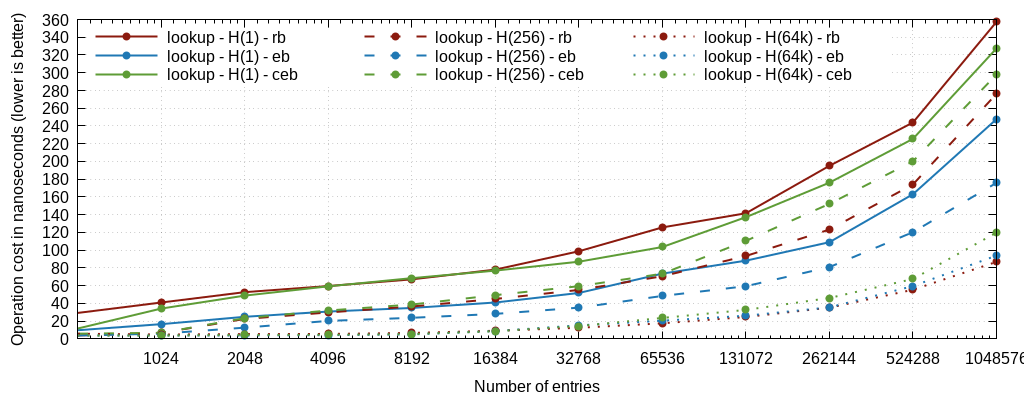 Operation cost in nanoseconds (lower is better)
360
340
320
300
280
260
240
220
200
180
160
140
120
100
80
60
40
20
0
lookup - H(1) - rb
lookup - H(1) - eb
lookup - H(1) - ceb
lookup - H(256) - rb
lookup - H(256) - eb
lookup - H(256) - ceb
lookup - H(64k) - rb
lookup - H(64k) - eb
lookup - H(64k) - ceb
1024 2048 4096 8192 16384 32768 65536 131072 262144 524288 1048576
Number of entries